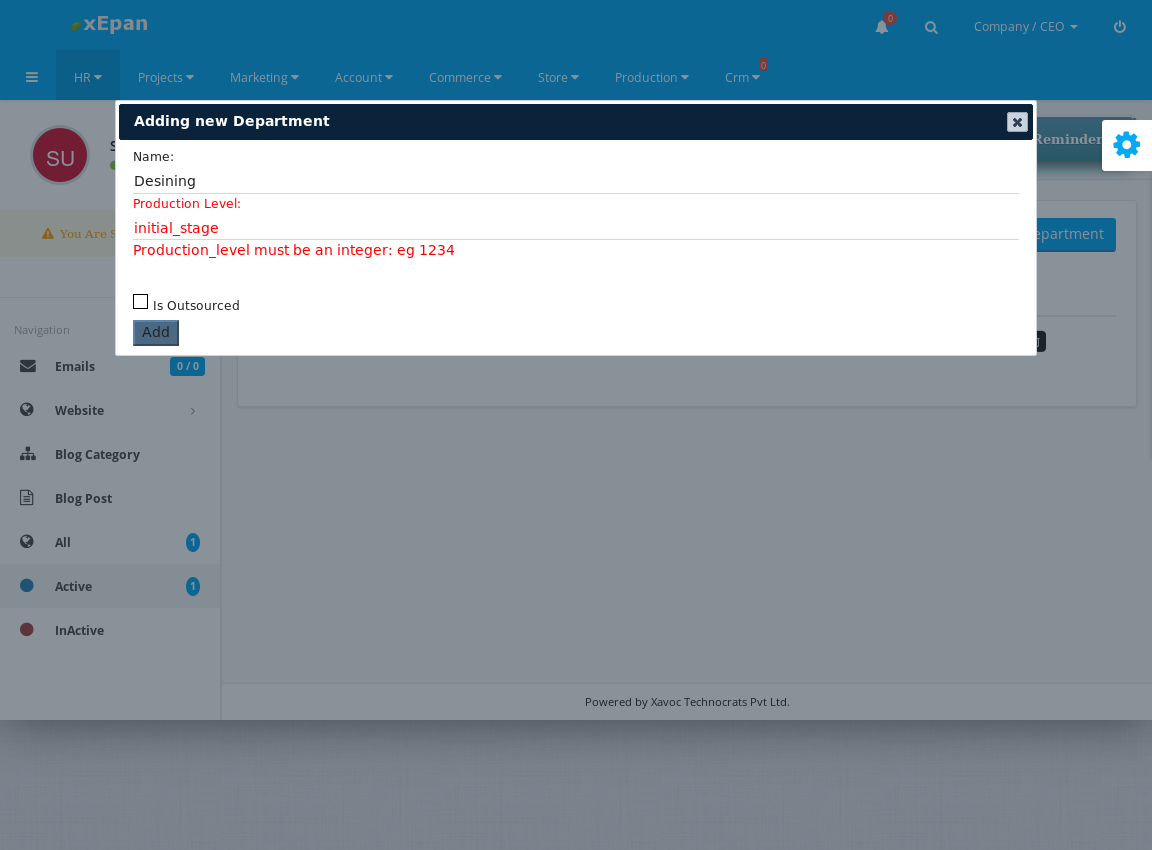 xEpan
0
Company / CEO
HR
Projects
Marketing
Account
Commerce
Store
Production
Crm
0
Adding new Department
SU
S
Reminder
Name:
Desining
Production Level:
initial_stage
Production_level must be an integer: eg 1234
You Are S
epartment
Is Outsourced
Add
Navigation
Emails
0 / 0
Website
Blog Category
Blog Post
All
1
Active
1
InActive
Powered by Xavoc Technocrats Pvt Ltd.